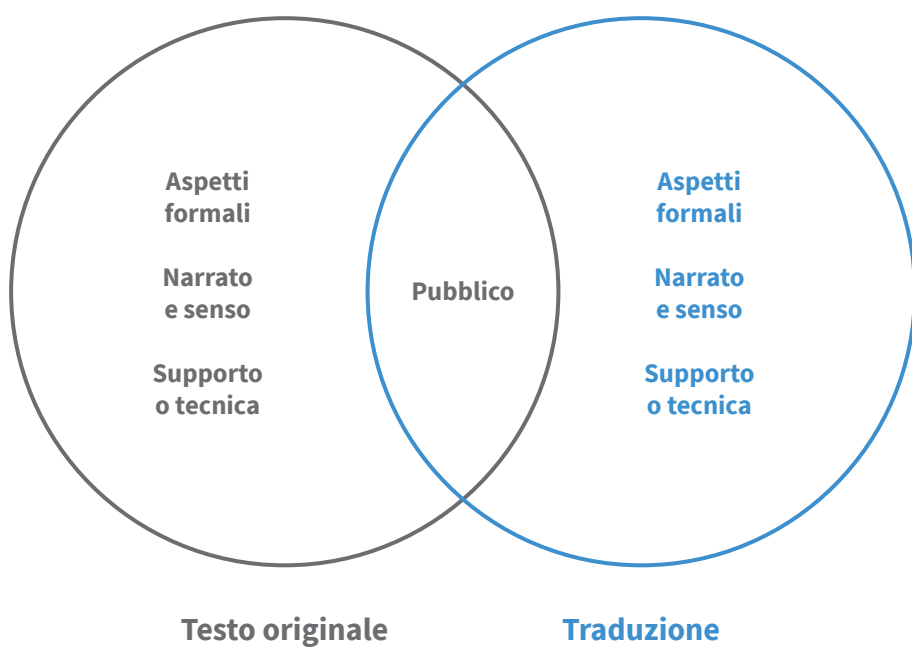 Aspetti
formali
Narrato
e senso
Supporto
o tecnica
Pubblico
Aspetti
formali
Narrato
e senso
Supporto
o tecnica
Testo originale
Traduzione